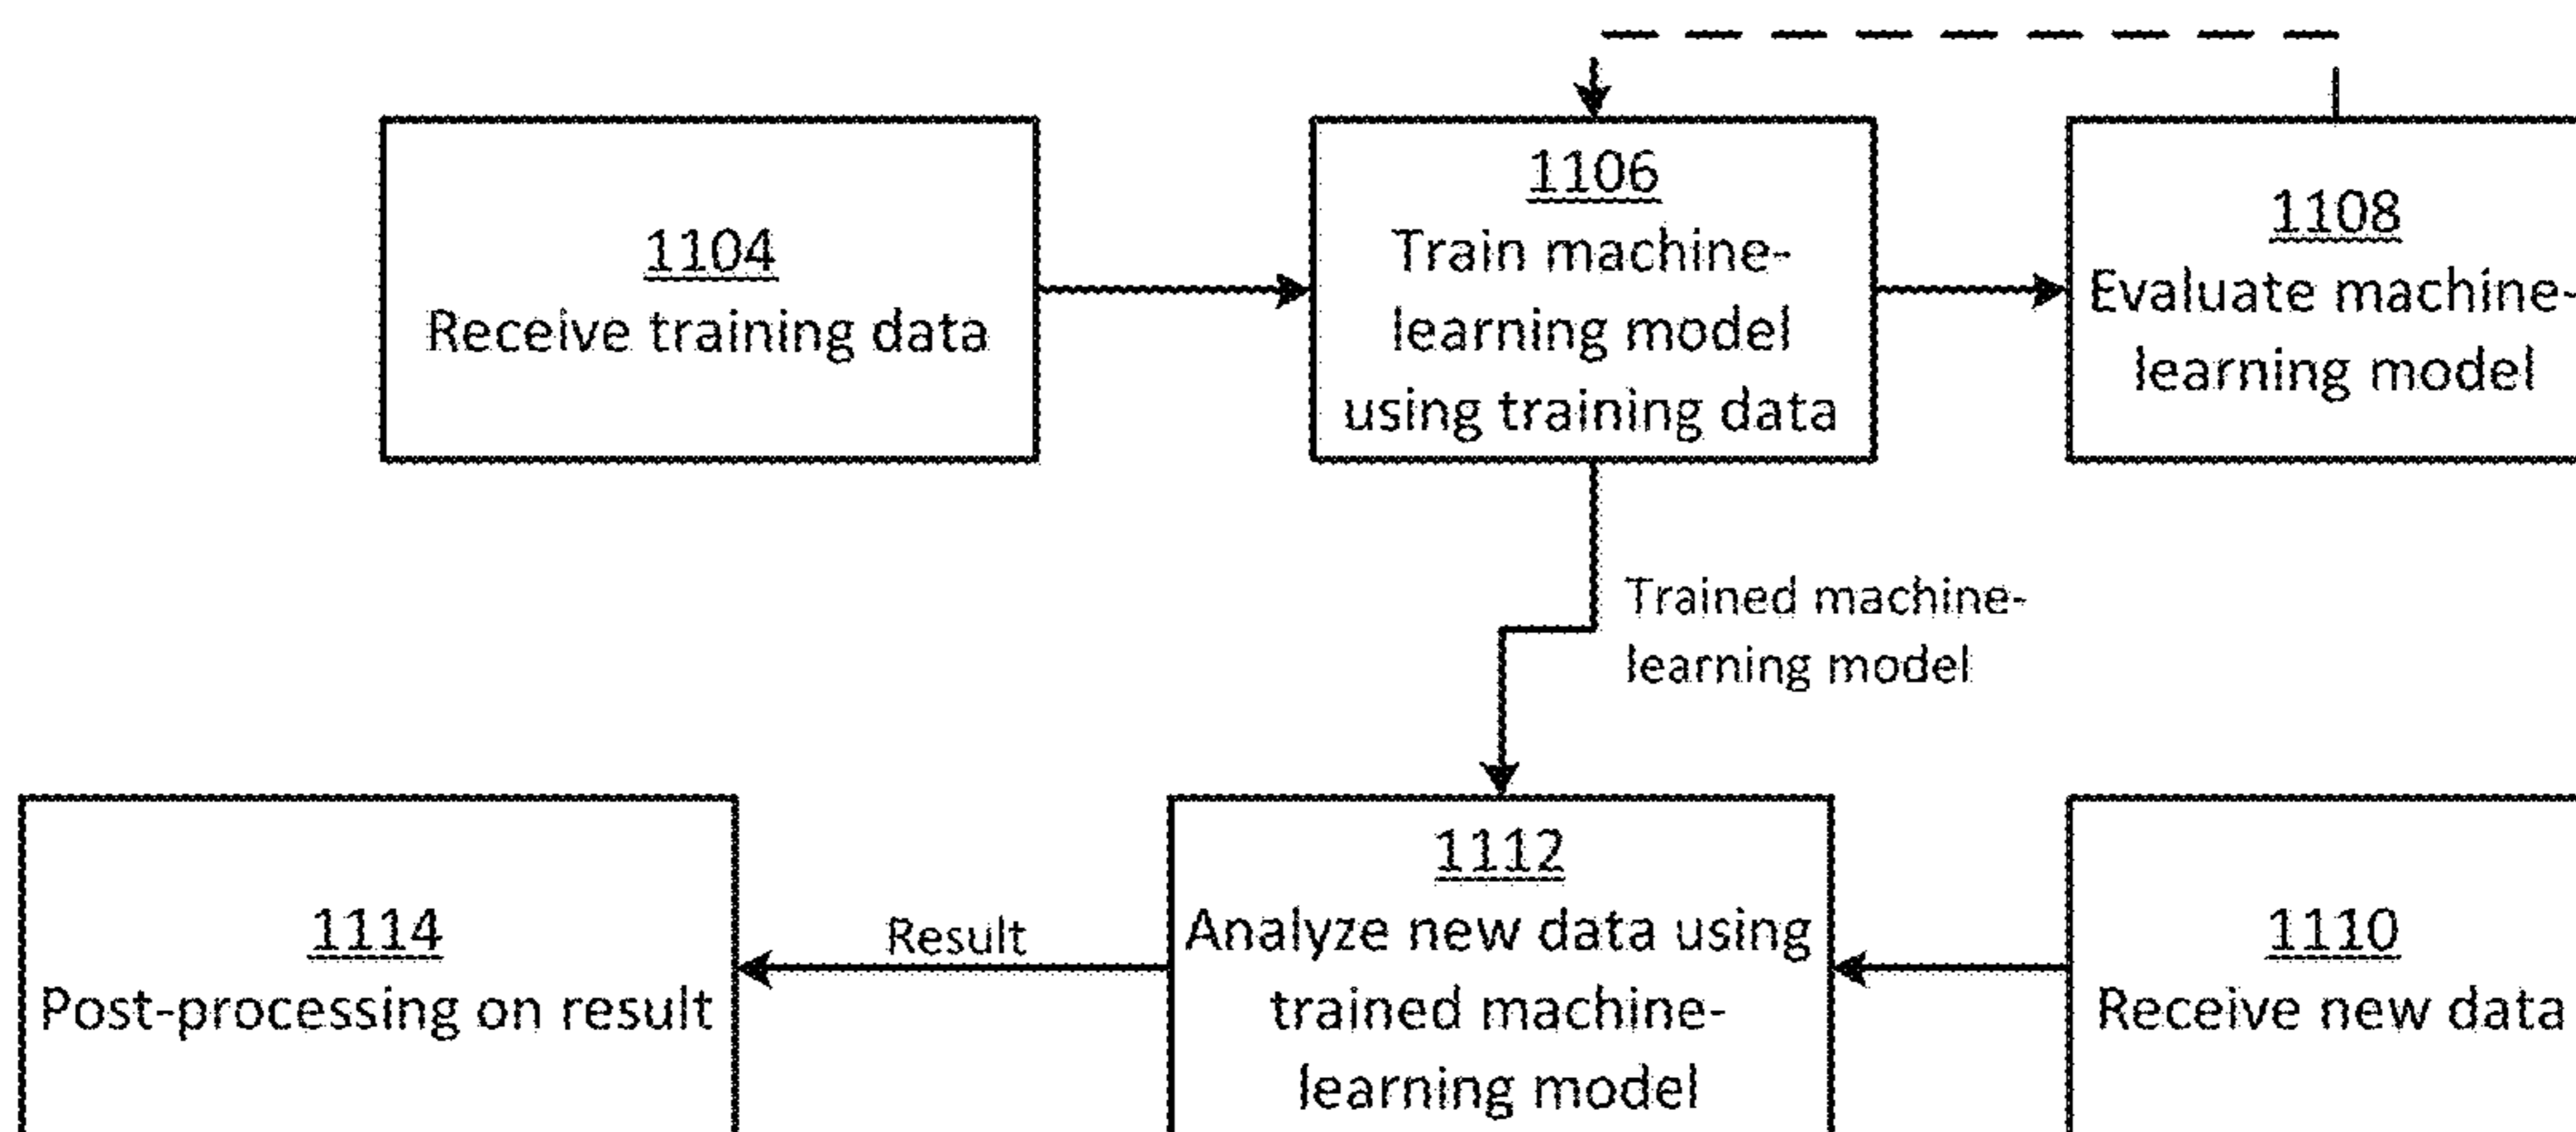 1104
Receive training data
1106
Train machine-
learning model
using training data
1108
Evaluate machine-
learning model
Trained machine-
learning model
1114
Post-processing on result
Result
1112
Analyze new data using
trained machine-
learning model
1110
Receive new data